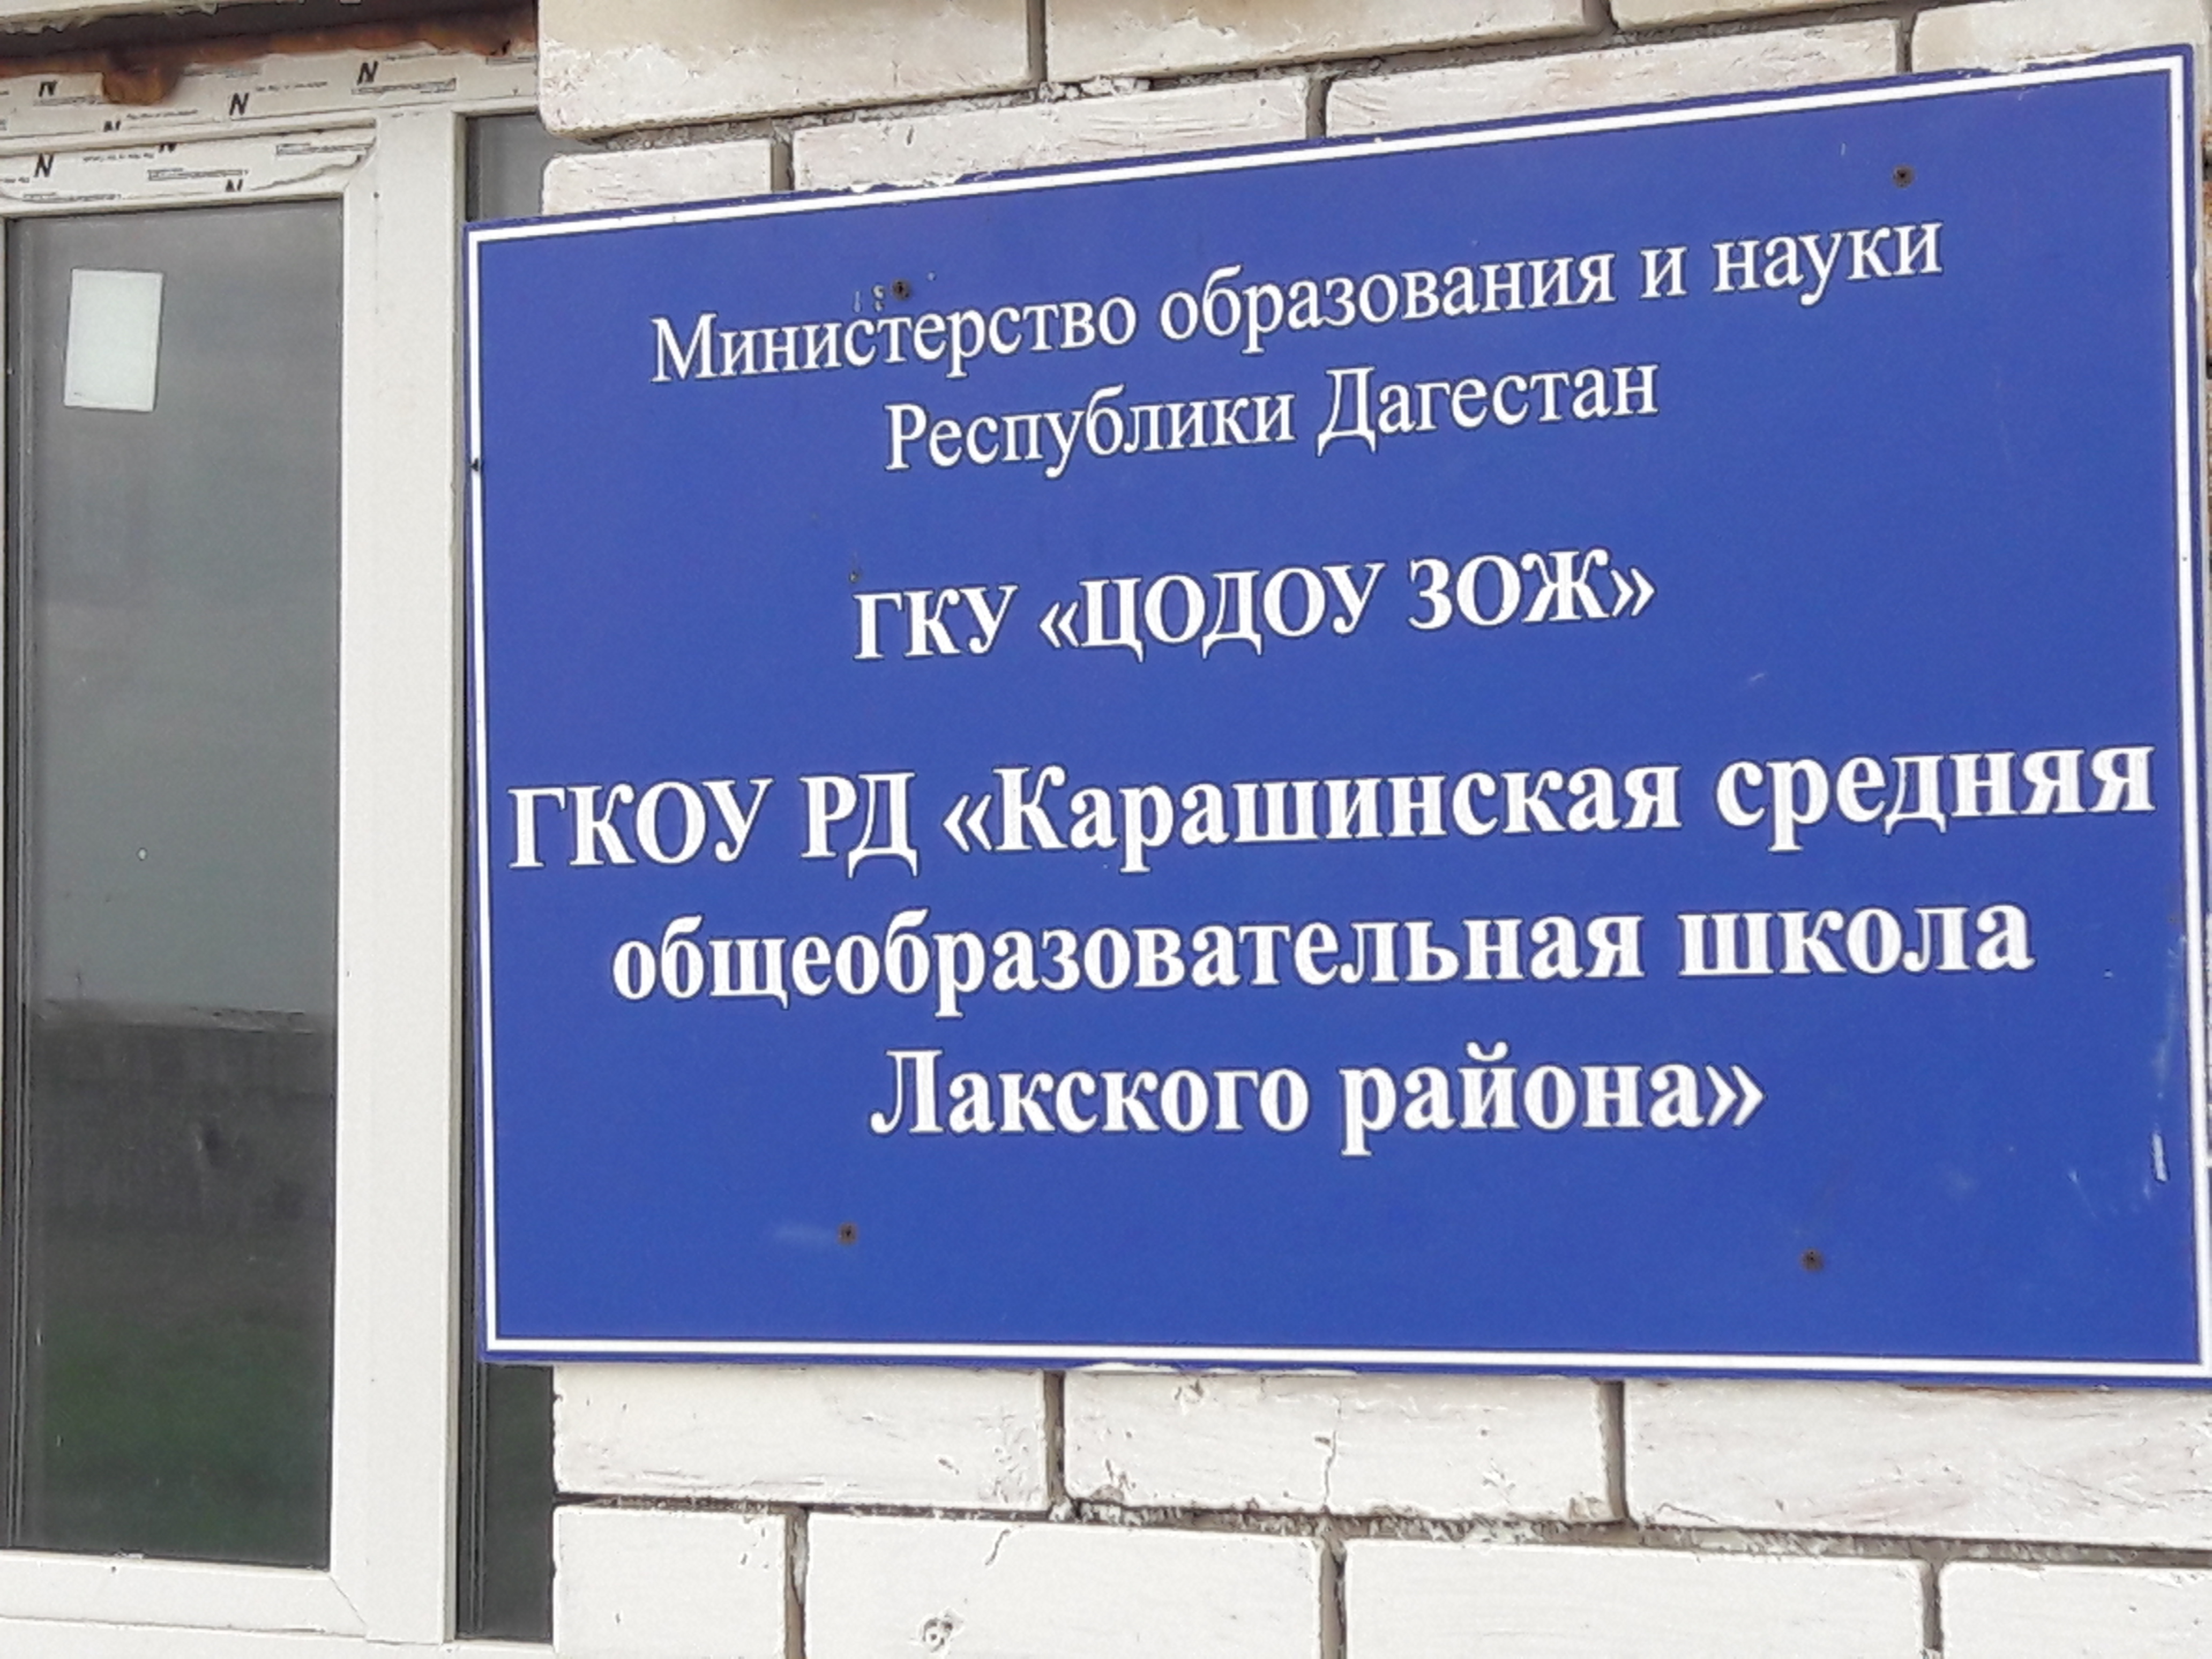 Министерство образования и науки
Республики Дагестан
ГКУ «ЦОДОУ ЗОЖ»
ГКОУ РД «Карашинская средняя
общеобразовательная школа
Лакского района»